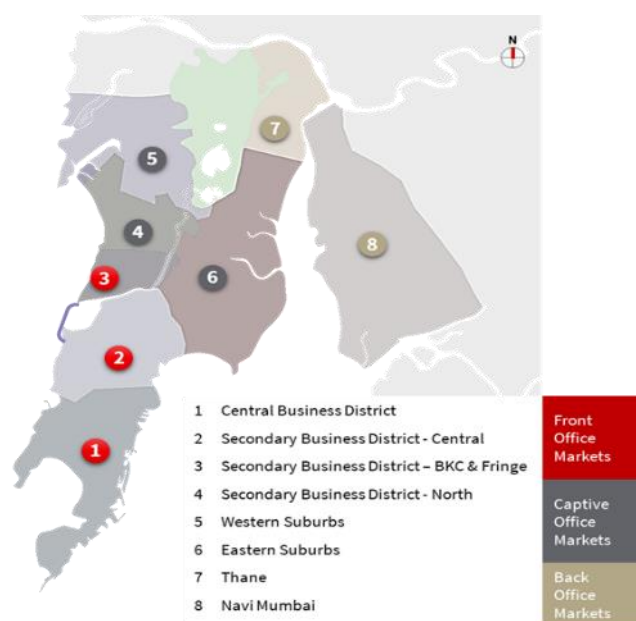 N
7
5
4
8
3
6
2
1
1 Central Business District
2 Secondary Business District - Central
3 Secondary Business District – BKC & Fringe
4 Secondary Business District - North
5 Western Suburbs
6 Eastern Suburbs
7 Thane
8 Navi Mumbai
Front
Office
Markets
Captive
Office
Markets
Back
Office
Markets